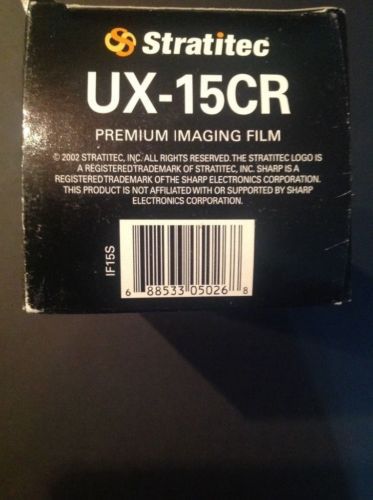 Stratitec
UX-15CR
PREMIUM IMAGING FILM
© 2002 STRATITEC, INC. ALL RIGHTS RESERVED. THE STRATITEC LOGO IS
A REGISTERED TRADEMARK OF STRATITEC, INC. SHARP IS A
REGISTERED TRADEMARK OF THE SHARP ELECTRONICS CORPORATION.
THIS PRODUCT IS NOT AFFILIATED WITH OR SUPPORTED BY SHARP
ELECTRONICS CORPORATION.
IF15S
6 88533 05026 8